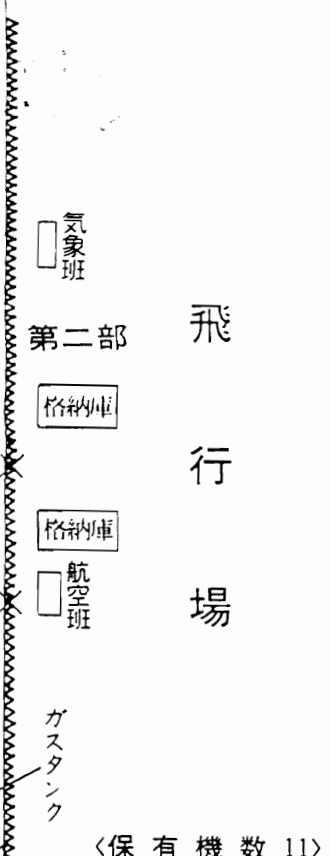 気象班
第二部
飛行場
格納庫
格納庫
航空班
ガスタンク
〈保有機数 11〉